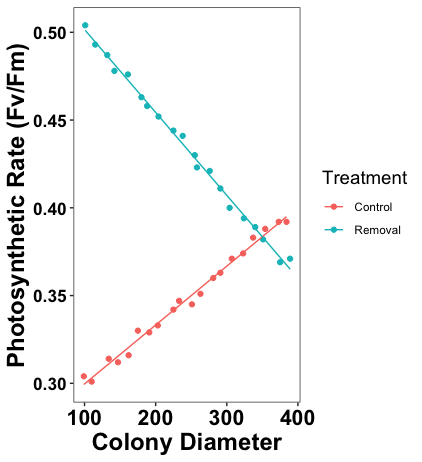 0.50
0.45
0.40
0.35
0.30
Photosynthetic Rate (Fv/Fm)
100 200 300 400
Colony Diameter
Treatment
Control
Removal